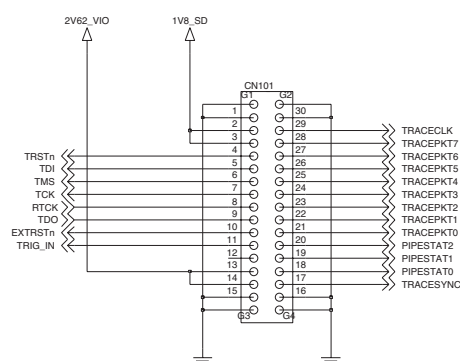 2V62_VIO 1V8_SD
CN101
G1 G2
1 30
2 29 TRACECLK
3 28 TRACEPKT7
TRSTn 4 27 TRACEPKT6
TDI 5 26 TRACEPKT5
TMS 6 25 TRACEPKT4
TCK 7 24 TRACEPKT3
RTCK 8 23 TRACEPKT2
TDO 9 22 TRACEPKT1
EXTRSTn 10 21 TRACEPKT0
TRIG_IN 11 20 PIPESTAT2
12 19 PIPESTAT1
13 18 PIPESTAT0
14 17 TRACESYNC
15 16
G3 G4